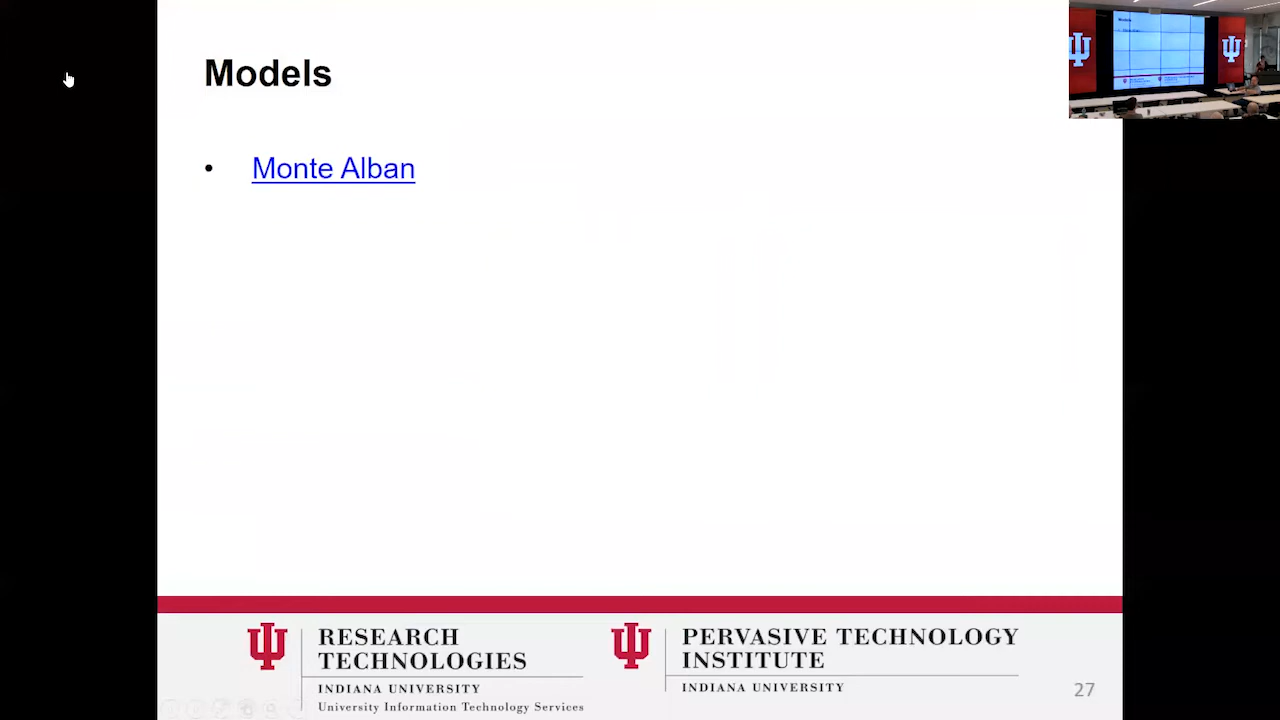 Models
• Monte Alban
RESEARCH
TECHNOLOGIES
INDIANA UNIVERSITY
University Information Technology Services
PERVASIVE TECHNOLOGY
INSTITUTE
INDIANA UNIVERSITY
27